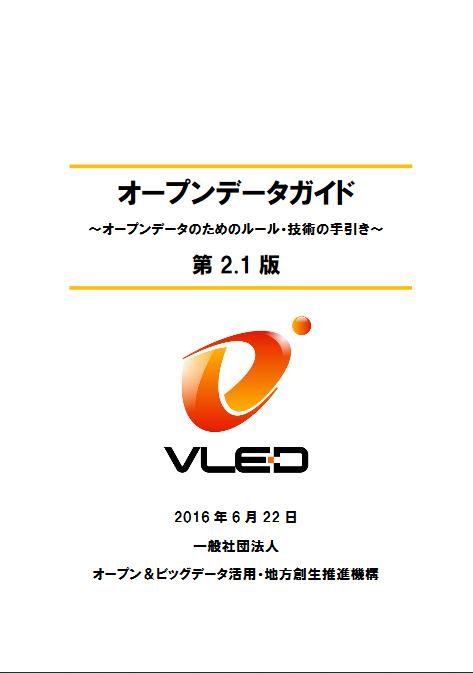 オープンデータガイド
～オープンデータのためのルール・技術の手引き～
第 2.1 版
VLED
2016 年 6 月 22 日
一般社団法人
オープン＆ビッグデータ活用・地方創生推進機構